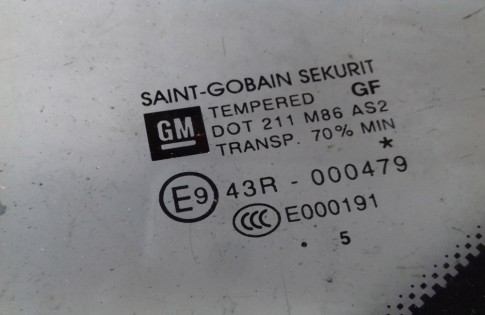 SAINT-GOBAIN SEKURIT
GM TEMPERED GF
DOT 211 M86 AS2
TRANSP. 70% MIN
*
E9 43R - 000479
CCC E000191
. 5